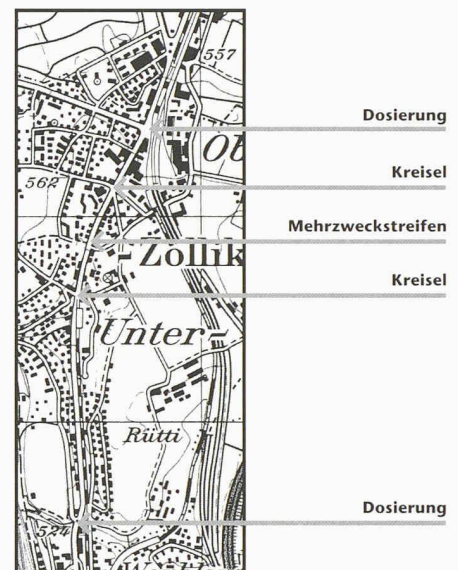 557
Dosierung
Ob
Kreisel
562
Mehrzweckstreifen
- Zollik
Kreisel
Unter-
Rütti
Dosierung